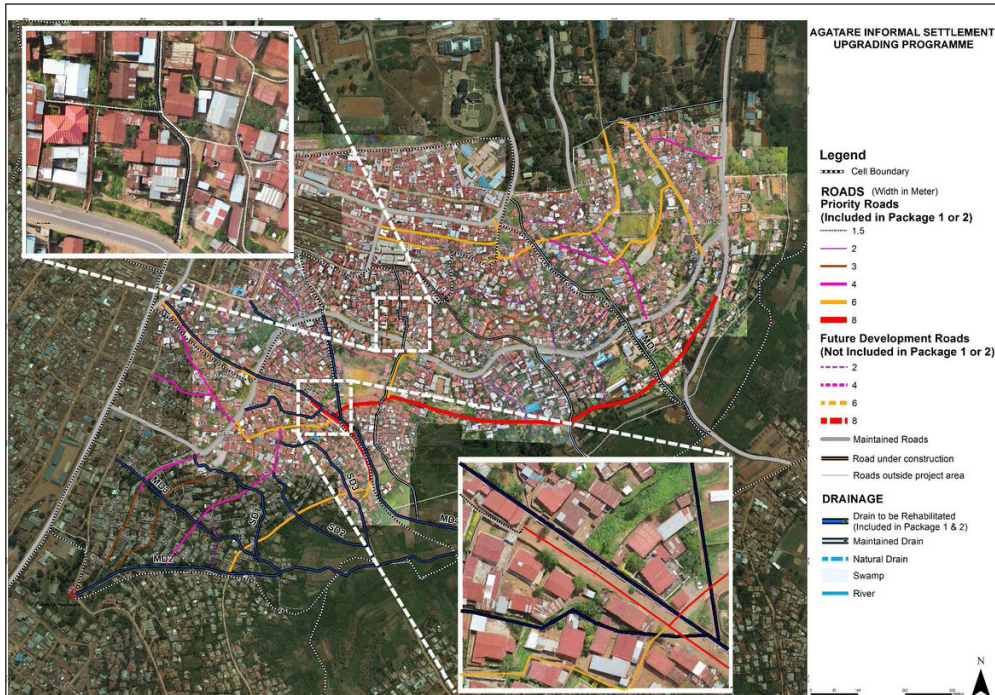 AGATARE INFORMAL SETTLEMENT
UPGRADING PROGRAMME
Legend
Cell Boundary
ROADS (Width in Meter)
Priority Roads
(Included in Package 1 or 2)
1.5
2
3
4
6
8
Future Development Roads
(Not Included in Package 1 or 2)
2
4
6
8
Maintained Roads
Road under construction
Roads outside project area
DRAINAGE
Drain to be Rehabilitated
(Included in Package 1 & 2)
Maintained Drain
Natural Drain
Swamp
River
N
SD3
MD3
SD2
MD2